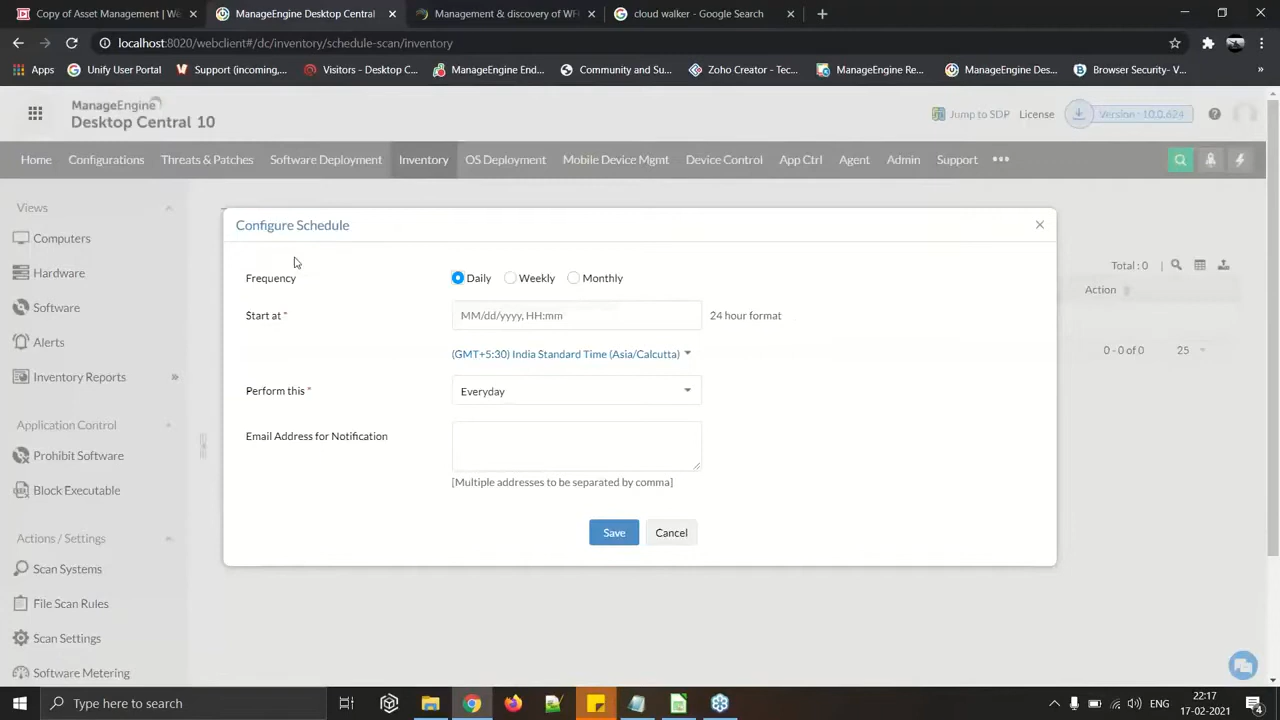 Copy of Asset Management | We
ManageEngine Desktop Central
Management & discovery of WF
cloud walker - Google Search
localhost:8020/webclient#/dc/inventory/schedule-scan/inventory
Apps
Unify User Portal
Support (incoming,...
Visitors - Desktop C...
ManageEngine End...
Community and Su...
Zoho Creator - Tec...
ManageEngine Re...
ManageEngine Des...
Browser Security- V...
»
ManageEngine
Desktop Central 10
Jump to SDP
License
Version : 10.0.624
Home
Configurations
Threats & Patches
Software Deployment
Inventory
OS Deployment
Mobile Device Mgmt
Device Control
App Ctrl
Agent
Admin
Support
•••
Views
Computers
Hardware
Software
Alerts
Inventory Reports »
Application Control
Prohibit Software
Block Executable
Actions / Settings
Scan Systems
File Scan Rules
Scan Settings
Software Metering
Configure Schedule
Frequency
Daily
Weekly
Monthly
Start at *
MM/dd/yyyy, HH:mm
24 hour format
(GMT+5:30) India Standard Time (Asia/Calcutta)
Perform this *
Everyday
Email Address for Notification
[Multiple addresses to be separated by comma]
Save
Cancel
Total : 0
Action
0 - 0 of 0
25
Type here to search
ENG
22:17
17-02-2021
4